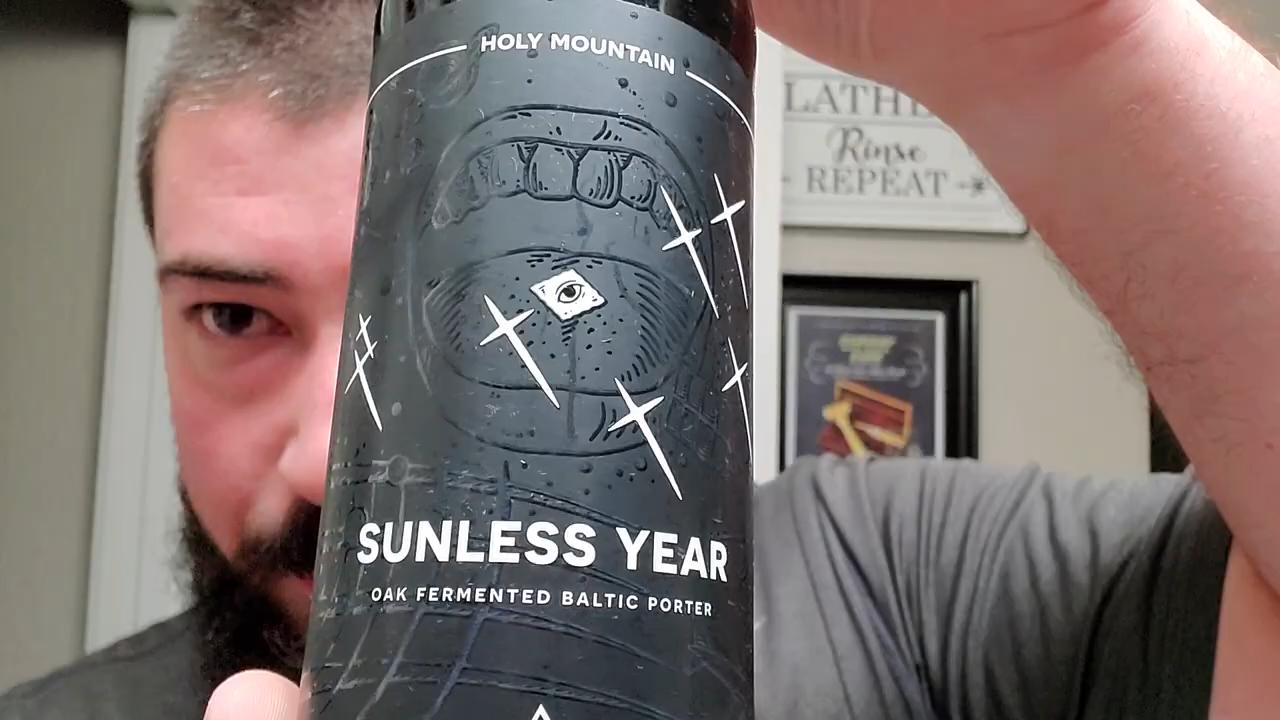 HOLY MOUNTAIN
SUNLESS YEAR
OAK FERMENTED BALTIC PORTER
LATHE
Rinse
REPEAT